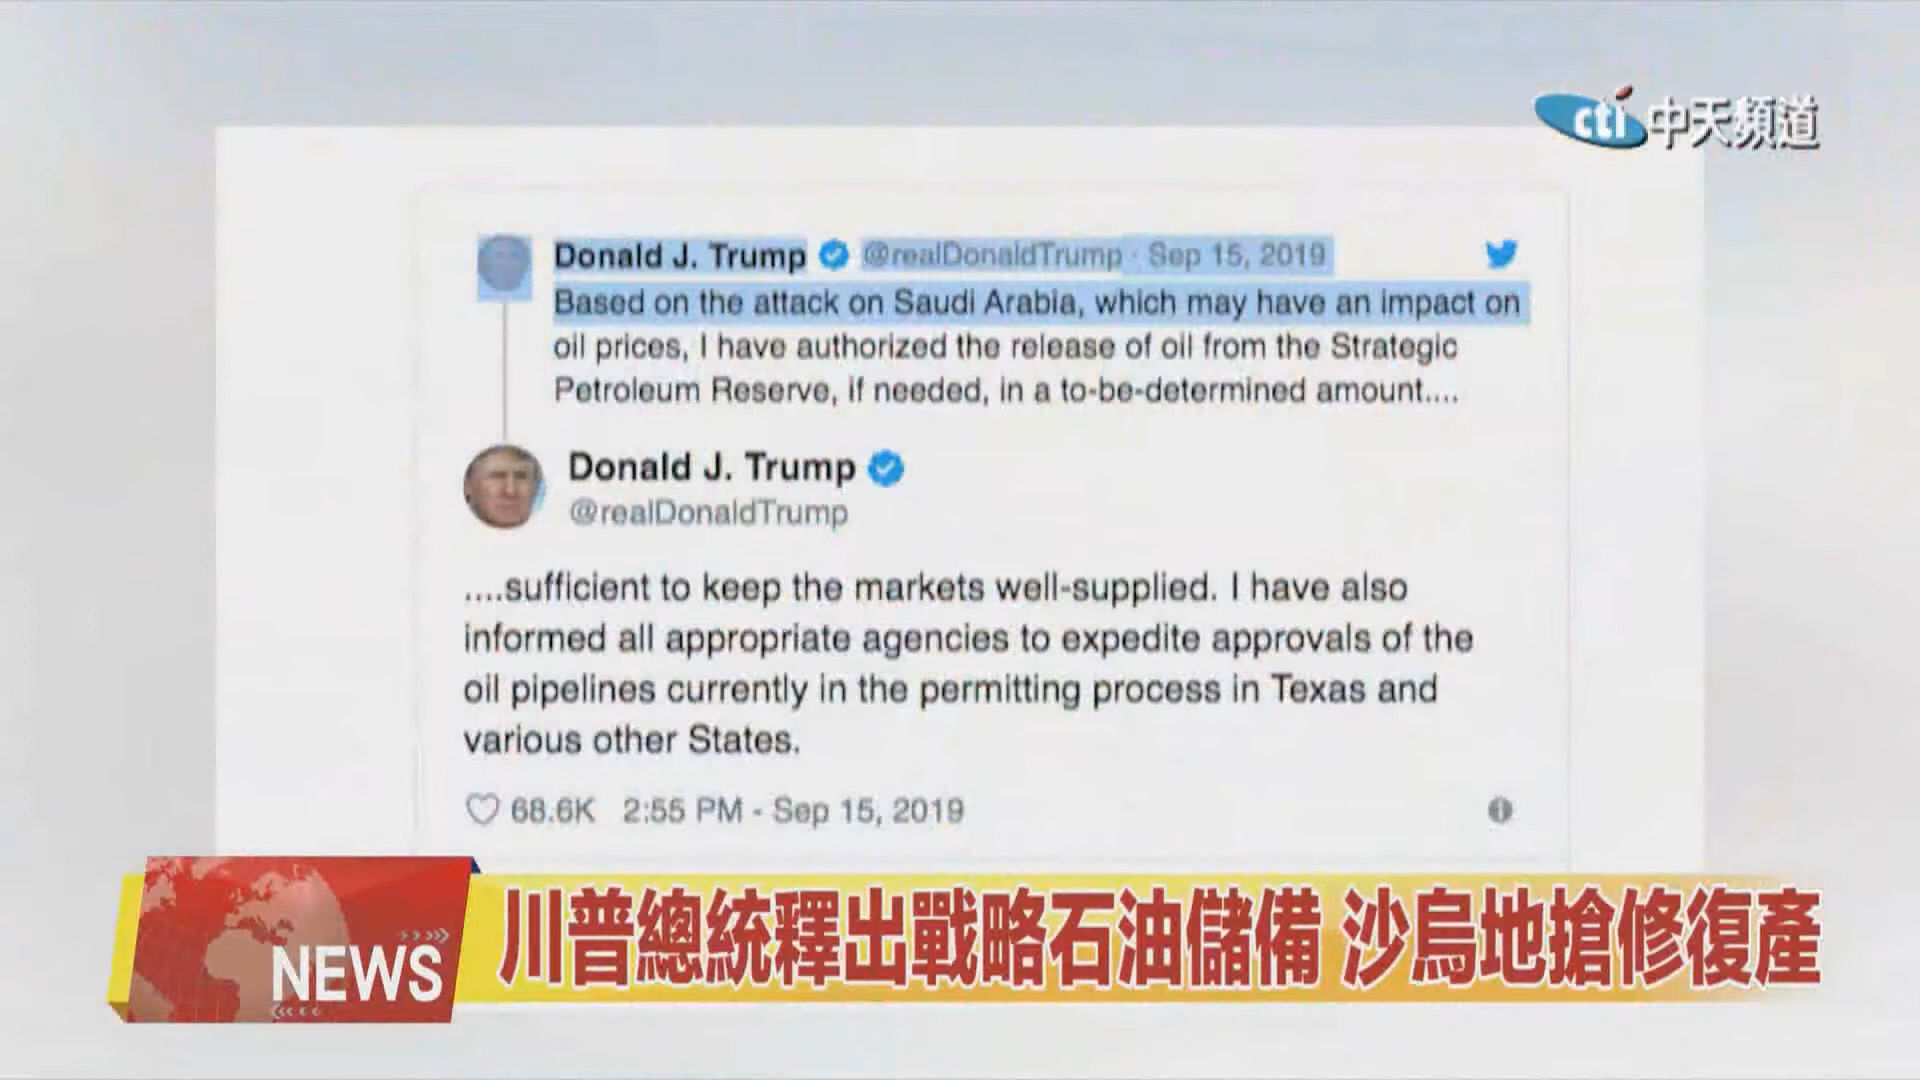 cti中天頻道
Donald J. Trump @realDonaldTrump · Sep 15, 2019
Based on the attack on Saudi Arabia, which may have an impact on
oil prices, I have authorized the release of oil from the Strategic
Petroleum Reserve, if needed, in a to-be-determined amount....
Donald J. Trump
@realDonaldTrump
....sufficient to keep the markets well-supplied. I have also
informed all appropriate agencies to expedite approvals of the
oil pipelines currently in the permitting process in Texas and
various other States.
68.6K 2:55 PM - Sep 15, 2019
NEWS
川普總統釋出戰略石油儲備 沙烏地搶修復產